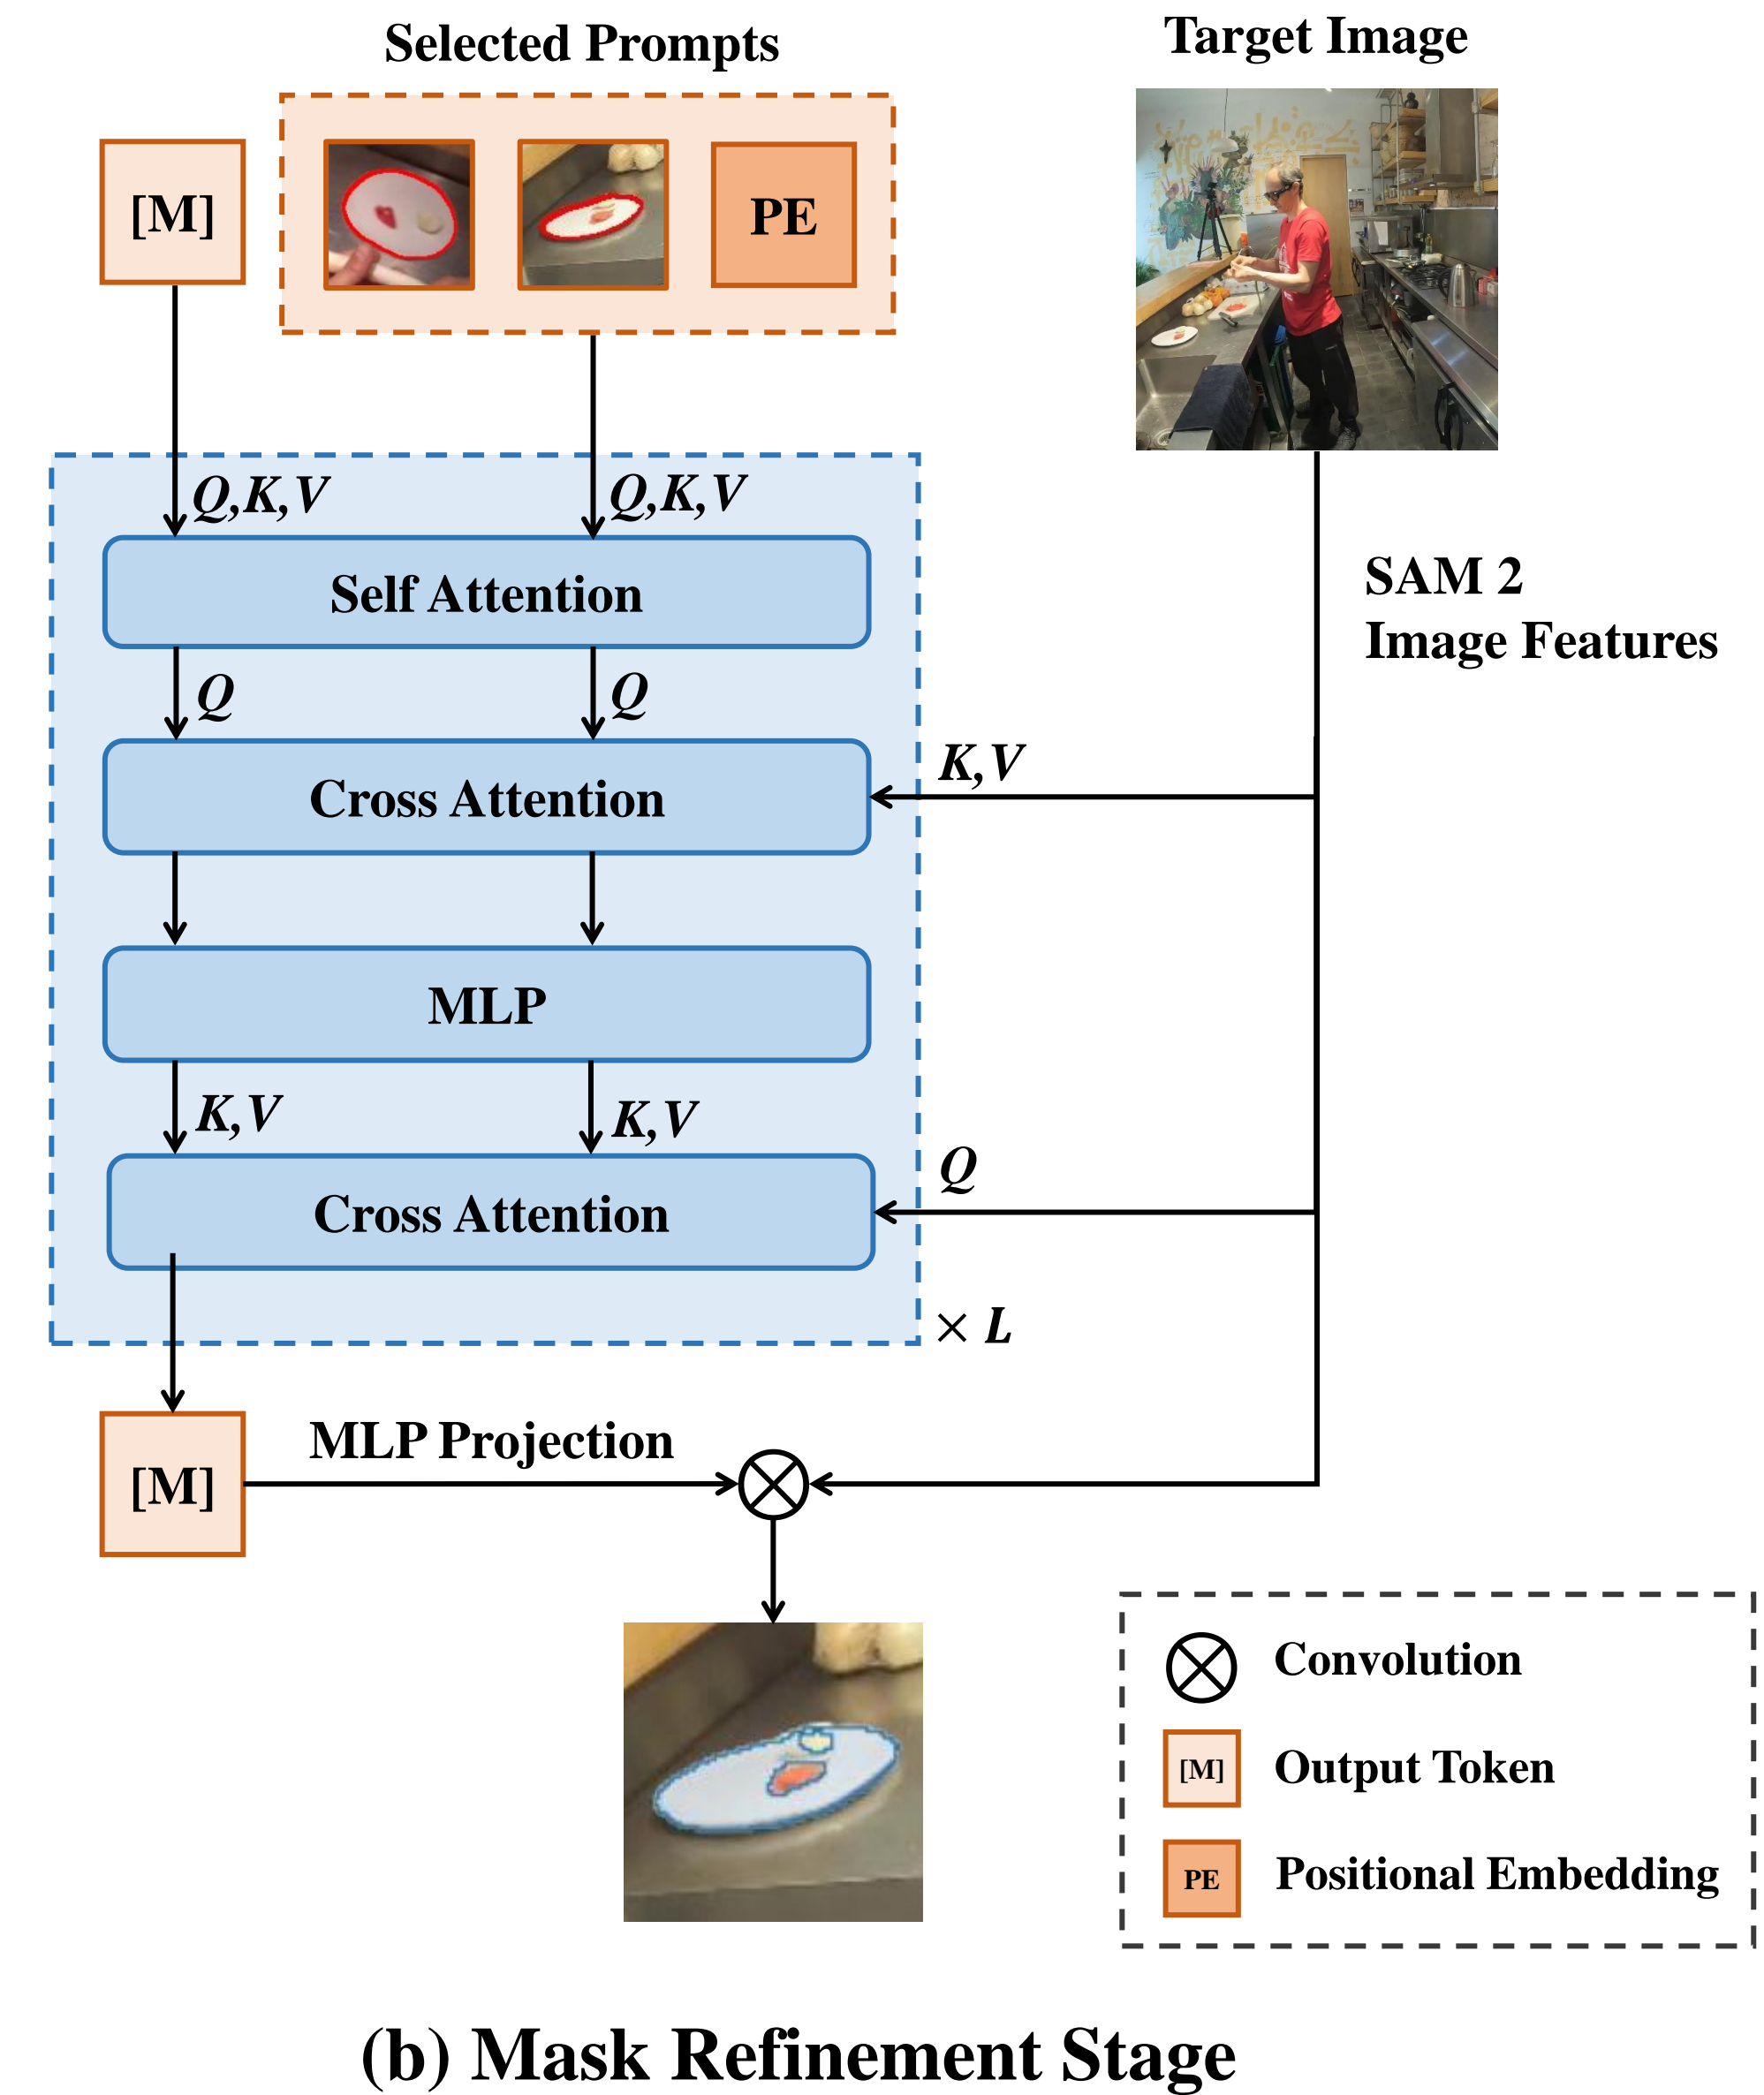 Selected Prompts
Target Image
[M]
PE
Q,K,V
Q,K,V
Self Attention
SAM 2
Image Features
Q
Q
K,V
Cross Attention
MLP
K,V
K,V
Q
Cross Attention
× L
[M]
MLP Projection
Convolution
[M]
Output Token
PE
Positional Embedding
(b) Mask Refinement Stage